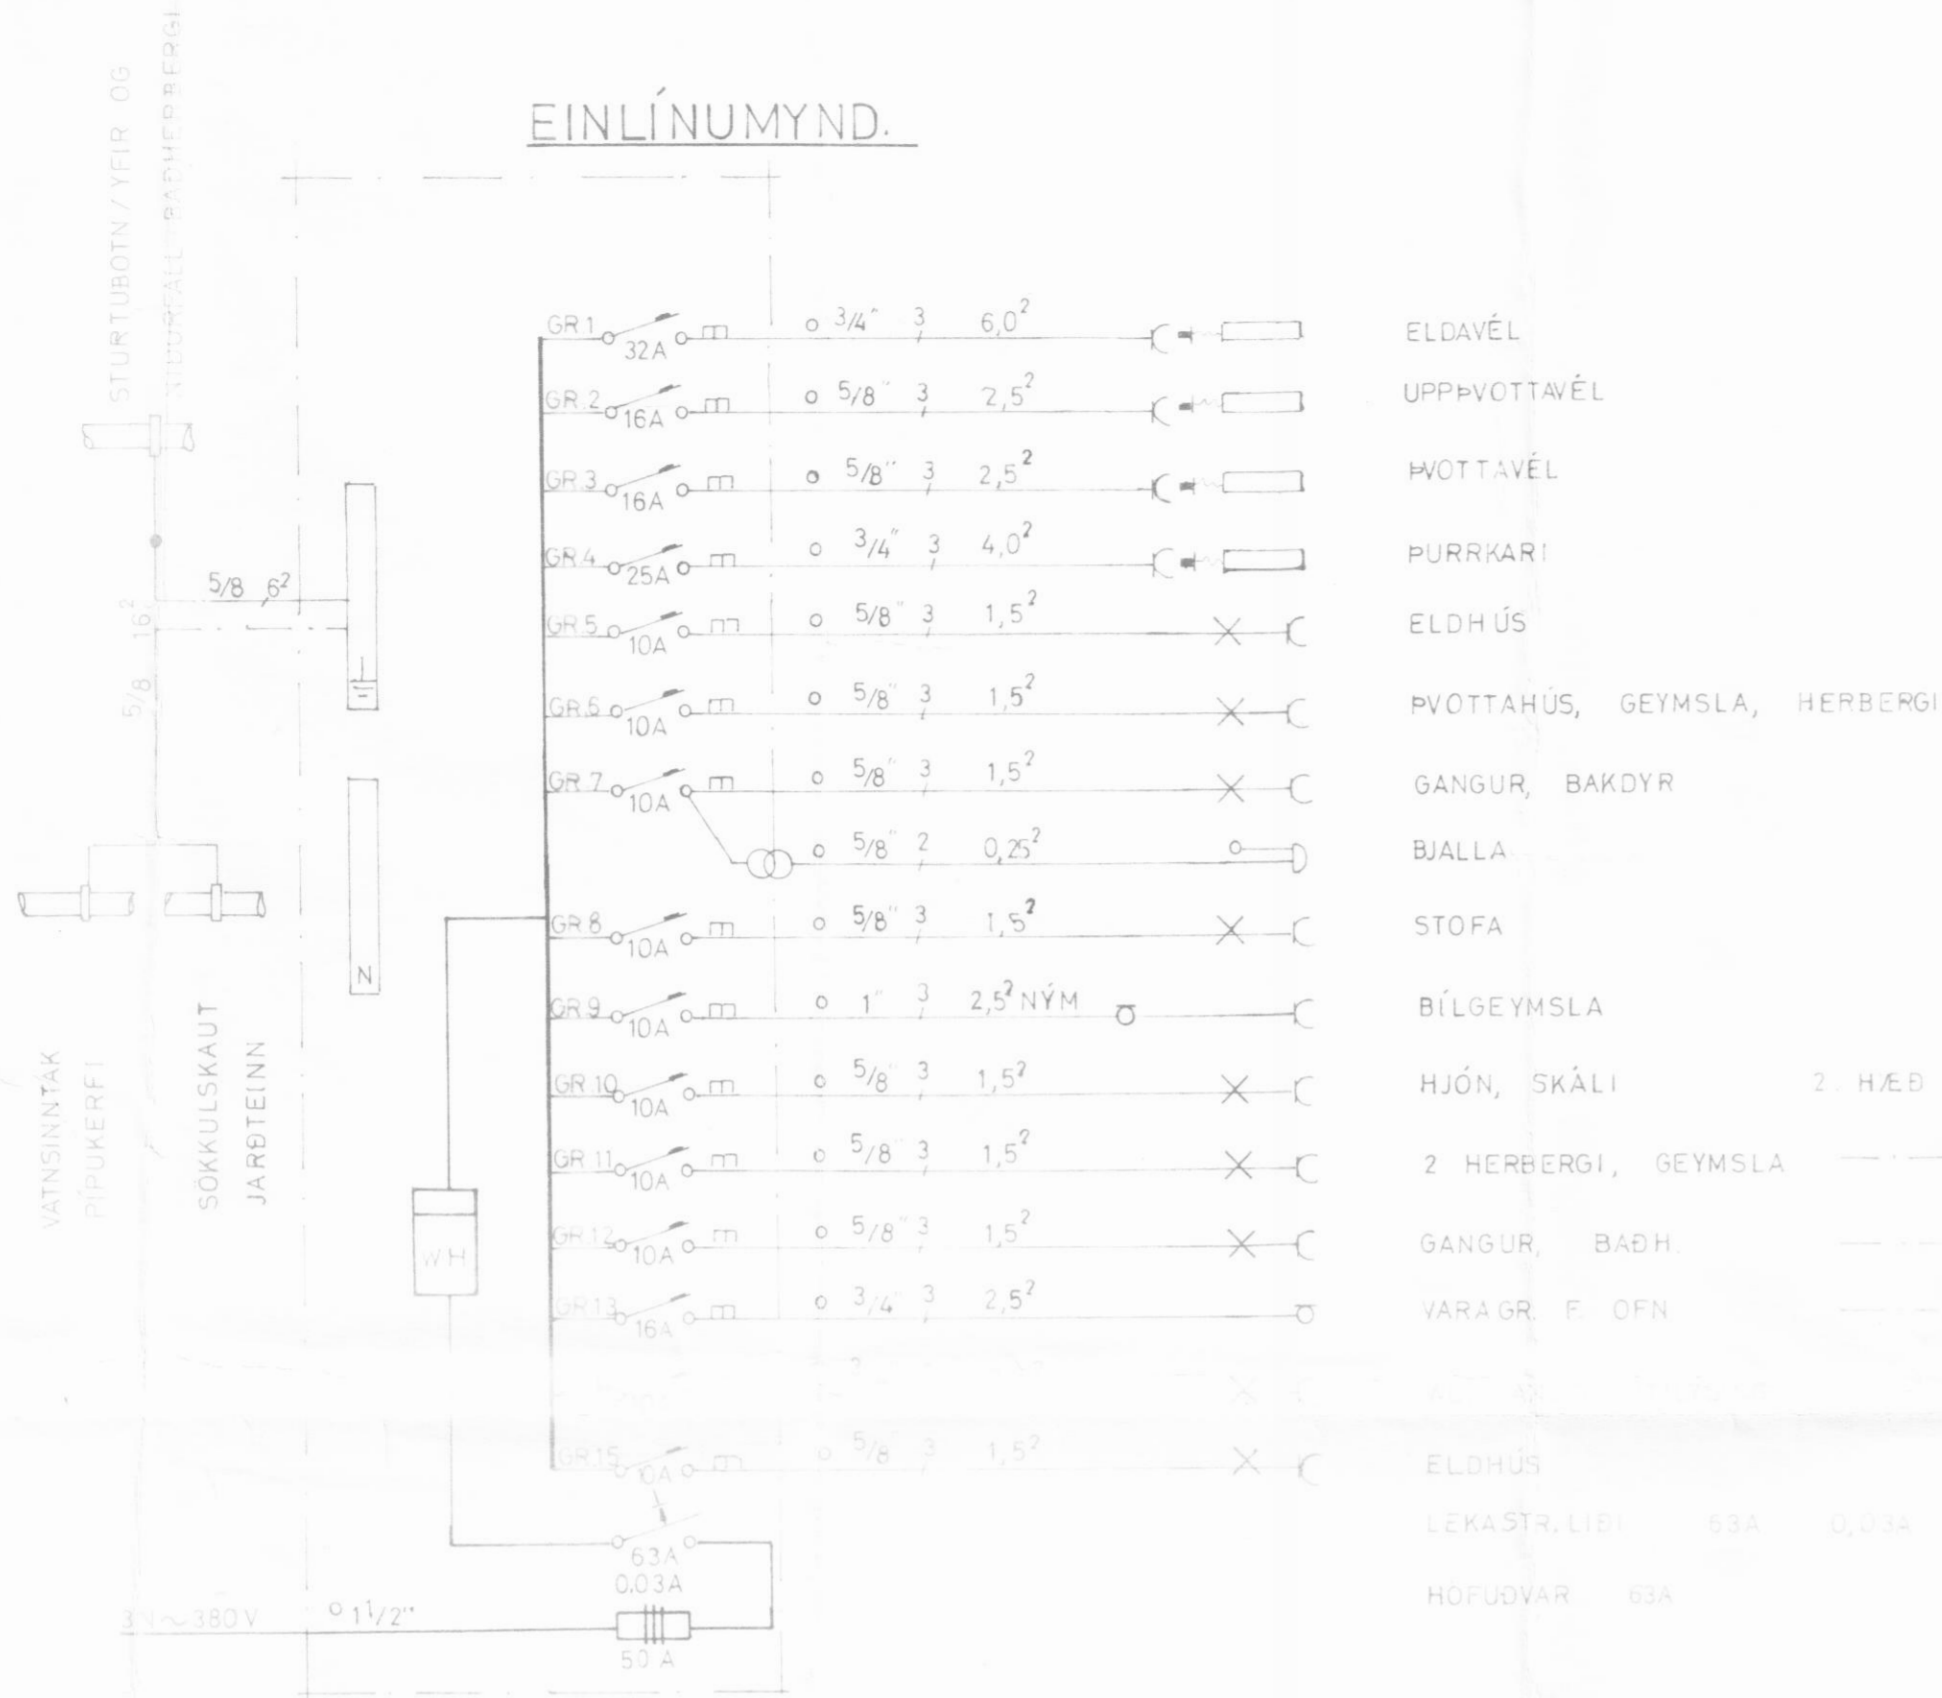 EINLÍNUMYND.
STURTUBOTN / YFIR OG
NIÐURFALL BAÐHERBERGI
GR.1 32A 3/4" 3 6,0² ELDAVÉL
GR.2 16A 5/8" 3 2,5² UPPÞVOTTAVÉL
GR.3 16A 5/8" 3 2,5² ÞVOTTAVÉL
GR.4 25A 3/4" 3 4,0² ÞURRKARI
GR.5 10A 5/8" 3 1,5² ELDHÚS
GR.6 10A 5/8" 3 1,5² ÞVOTTAHÚS, GEYMSLA, HERBERGI
GR.7 10A 5/8" 3 1,5² GANGUR, BAKDYR
5/8" 2 0,25² BJALLA
GR.8 10A 5/8" 3 1,5² STOFA
GR.9 10A 1" 3 2,5² NÝM BÍLGEYMSLA
GR.10 10A 5/8" 3 1,5² HJÓN, SKÁLI 2. HÆÐ
GR.11 10A 5/8" 3 1,5² 2 HERBERGI, GEYMSLA
GR.12 10A 5/8" 3 1,5² GANGUR, BAÐH.
GR.13 16A 3/4" 3 2,5² VARAGR. F. OFN
GR.15 10A 5/8" 3 1,5² ELDHÚS
63A
0,03A
LEKASTR.LIÐI 63A 0,03A
HÖFUÐVAR 63A
3N~380V 1 1/2"
50 A
5/8 6²
5/8 16²
N
WH
VATNSINNTAK
PÍPUKERFI
SÖKKULSKAUT
JARÐTEINN